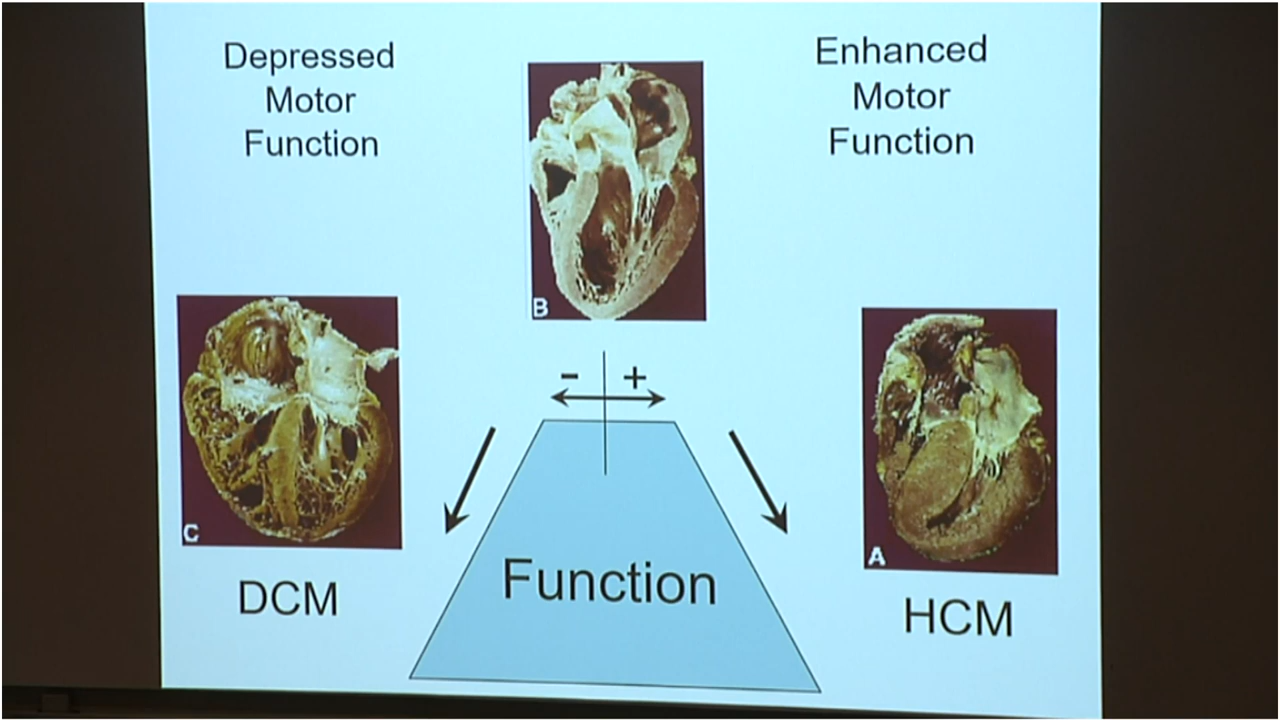 Depressed
Motor
Function
Enhanced
Motor
Function
B
C
A
- +
DCM
Function
HCM